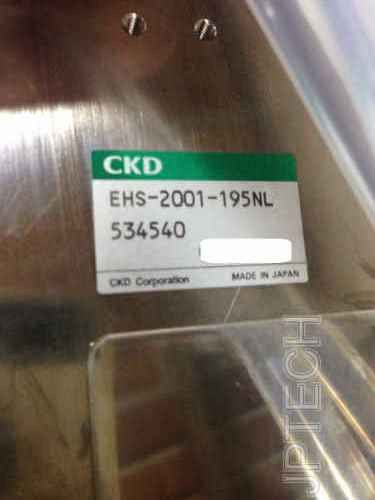 CKD
EHS-2001-195NL
534540
CKD Corporation MADE IN JAPAN
JPTECH